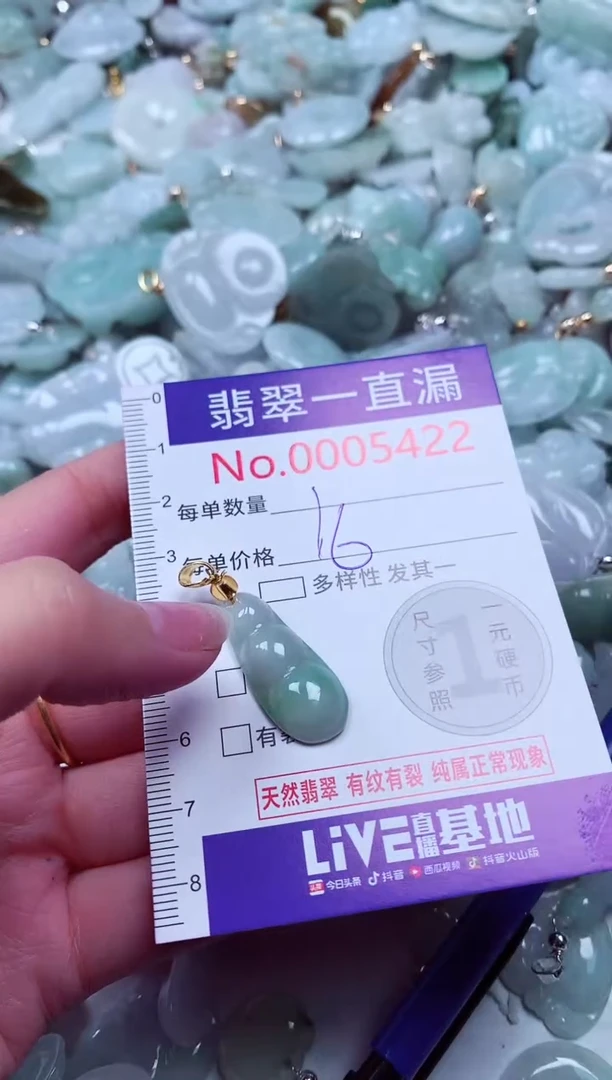 翡翠一直漏
No.0005422
每单数量
16
每单价格
多样性 发其一
尺寸参照
1
一元硬币
有裂
天然翡翠 有纹有裂 纯属正常现象
LiVE直播基地
今日头条 抖音 西瓜视频 抖音火山版
0
1
2
3
6
7
8